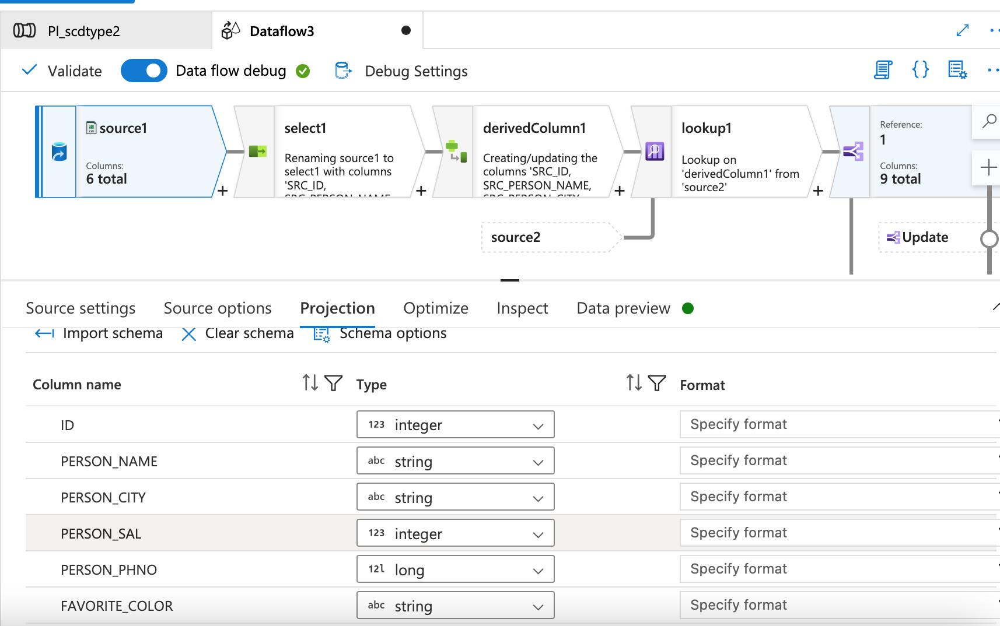 Pl_scdtype2
Dataflow3
Validate
Data flow debug
Debug Settings
source1
Columns:
6 total
select1
Renaming source1 to
select1 with columns
'SRC_ID,
SRC_PERSON_NAME,
derivedColumn1
Creating/updating the
columns 'SRC_ID,
SRC_PERSON_NAME,
SRC_PERSON_CITY,
lookup1
Lookup on
'derivedColumn1' from
'source2'
Reference:
1
Columns:
9 total
source2
Update
Source settings
Source options
Projection
Optimize
Inspect
Data preview
Import schema
Clear schema
Schema options
Column name
Type
Format
ID
123 integer
Specify format
PERSON_NAME
abc string
Specify format
PERSON_CITY
abc string
Specify format
PERSON_SAL
123 integer
Specify format
PERSON_PHNO
12l long
Specify format
FAVORITE_COLOR
abc string
Specify format